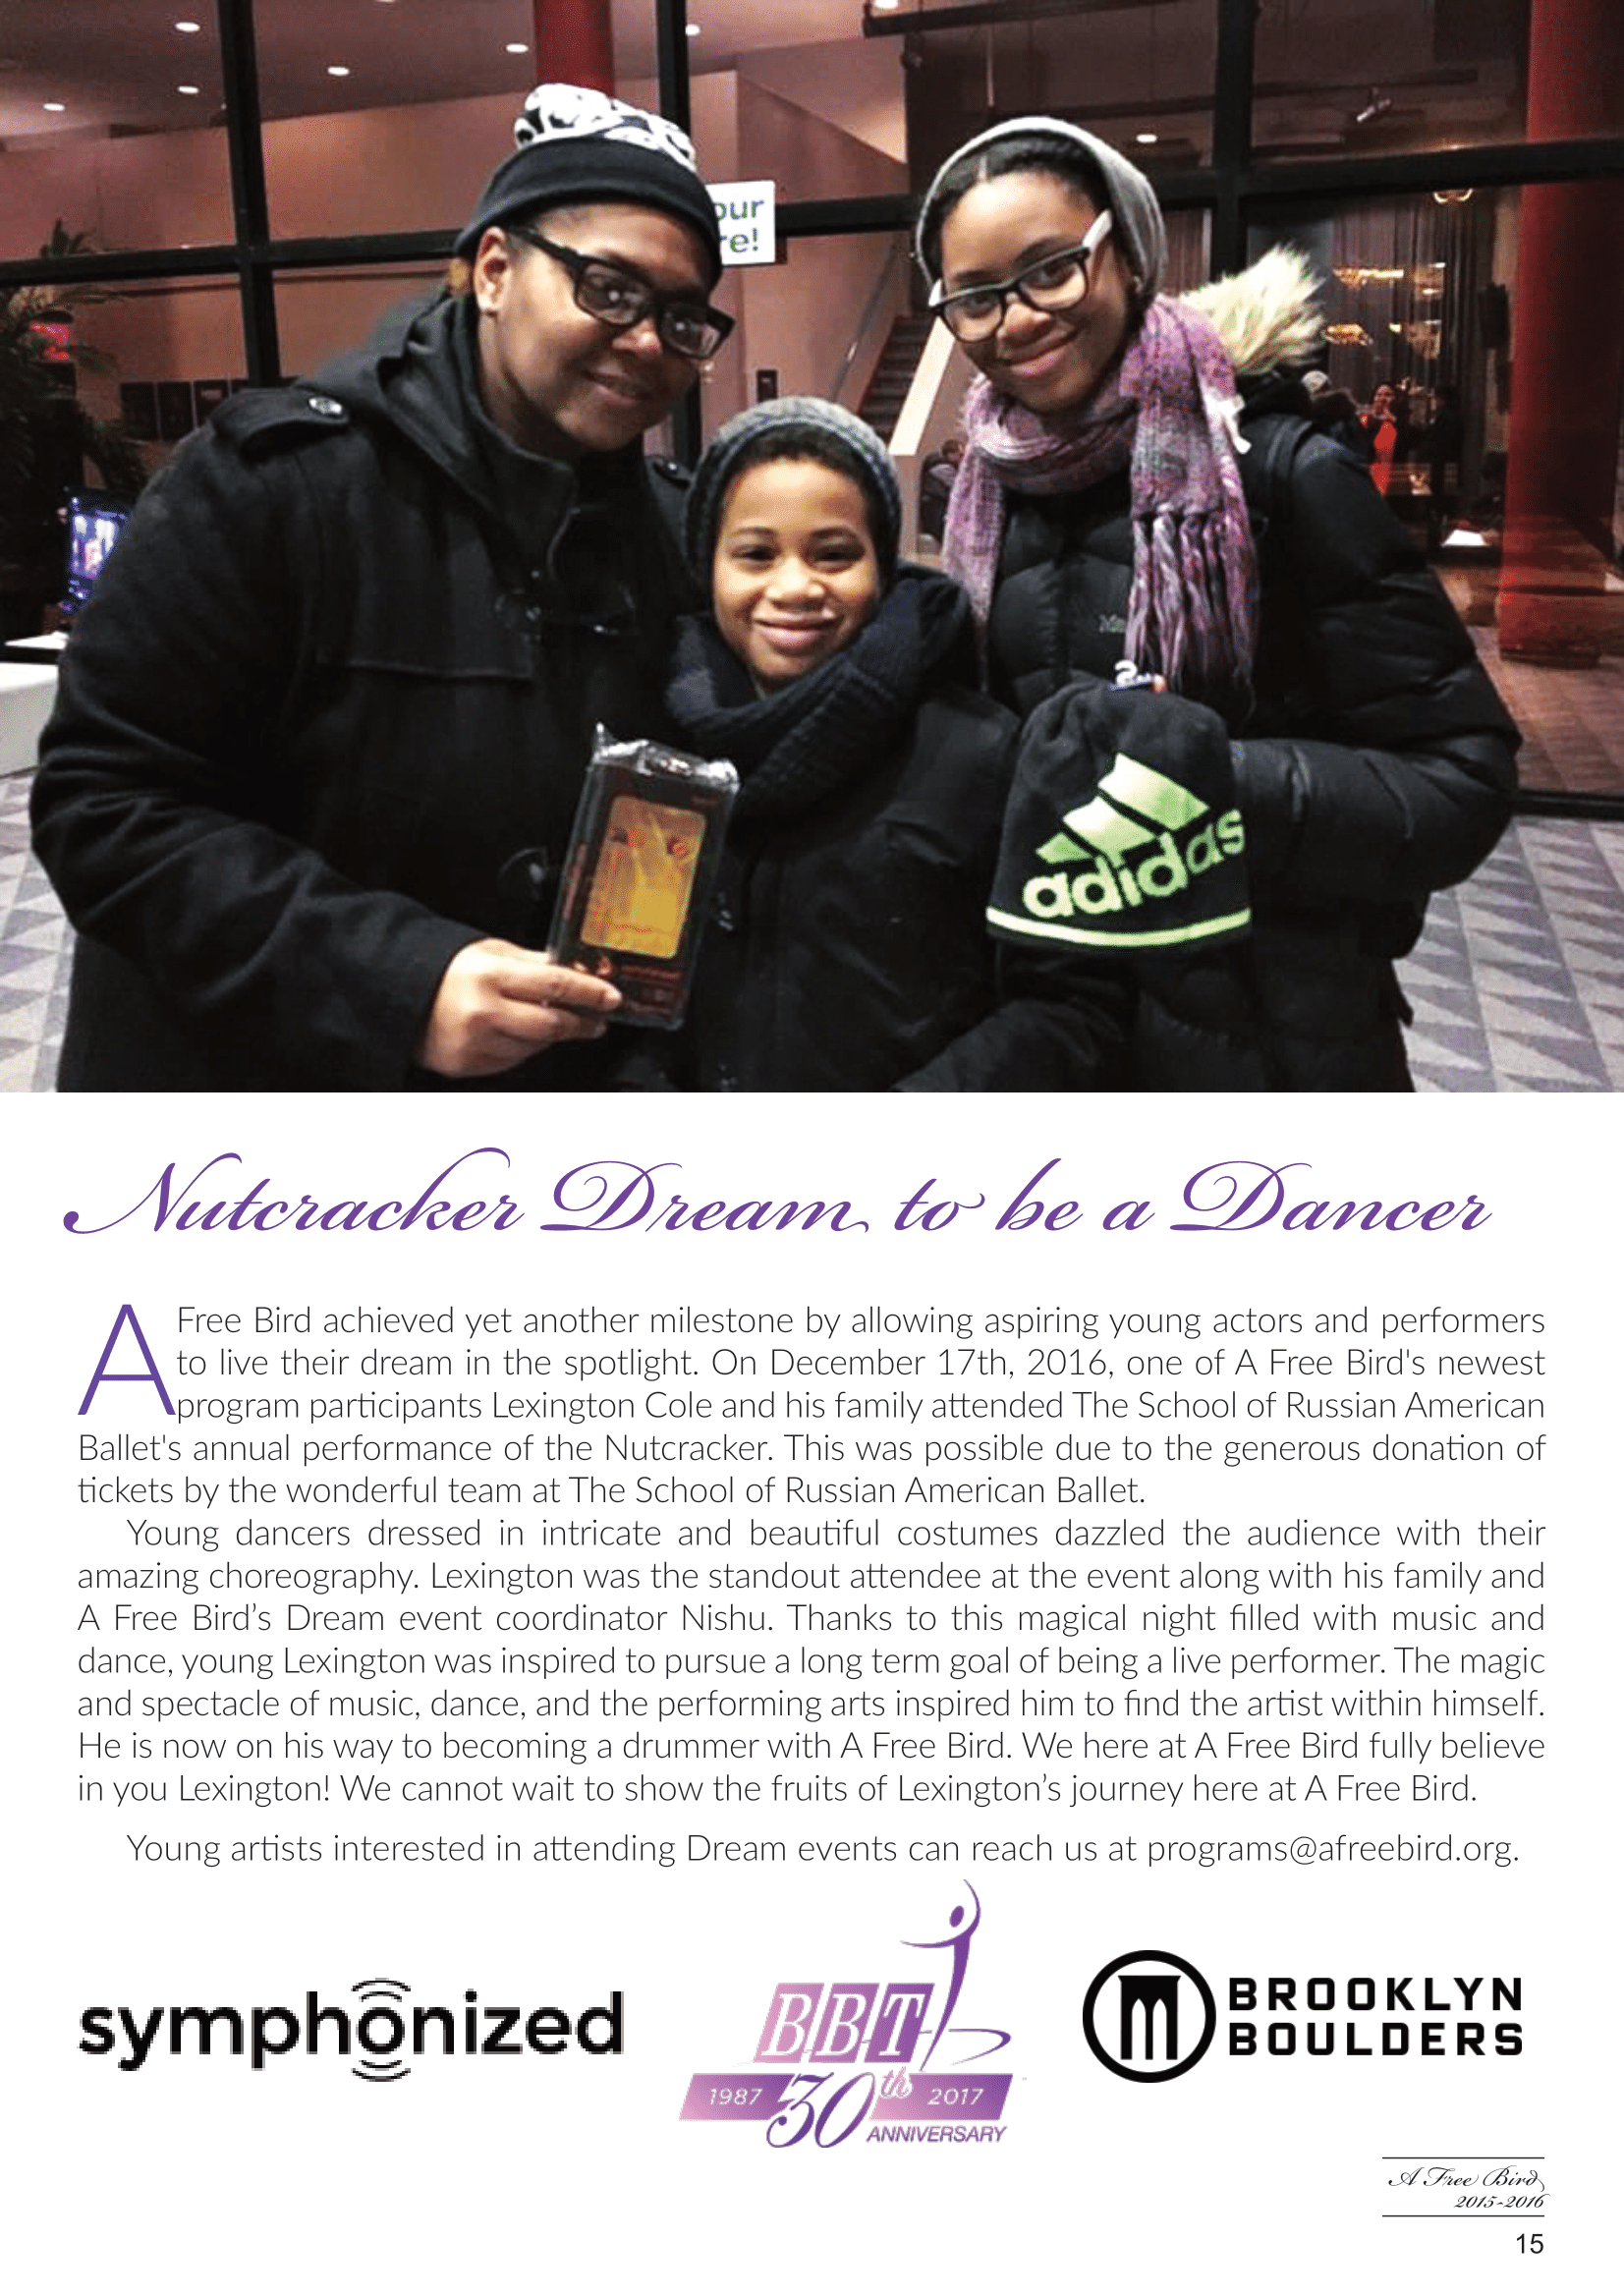 our
re!
adidas
Nutcracker Dream to be a Dancer
A Free Bird achieved yet another milestone by allowing aspiring young actors and performers
to live their dream in the spotlight. On December 17th, 2016, one of A Free Bird's newest
program participants Lexington Cole and his family attended The School of Russian American
Ballet's annual performance of the Nutcracker. This was possible due to the generous donation of
tickets by the wonderful team at The School of Russian American Ballet.
Young dancers dressed in intricate and beautiful costumes dazzled the audience with their
amazing choreography. Lexington was the standout attendee at the event along with his family and
A Free Bird’s Dream event coordinator Nishu. Thanks to this magical night filled with music and
dance, young Lexington was inspired to pursue a long term goal of being a live performer. The magic
and spectacle of music, dance, and the performing arts inspired him to find the artist within himself.
He is now on his way to becoming a drummer with A Free Bird. We here at A Free Bird fully believe
in you Lexington! We cannot wait to show the fruits of Lexington’s journey here at A Free Bird.
Young artists interested in attending Dream events can reach us at programs@afreebird.org.
symphonized
BBT
1987 30th 2017
ANNIVERSARY
BROOKLYN
BOULDERS
A Free Bird
2015-2016
15